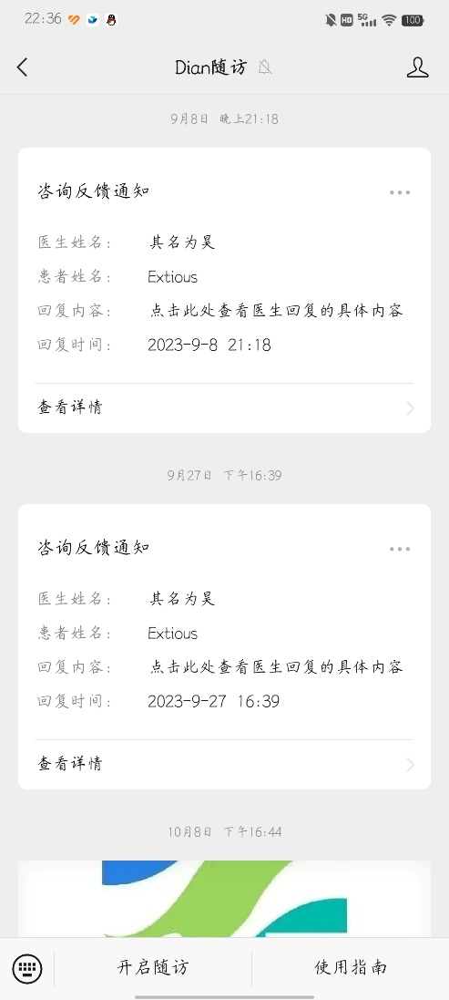 22:36
HD 5G 100
Dian随访
9月8日 晚上21:18
咨询反馈通知
医生姓名: 其名为昊
患者姓名: Extious
回复内容: 点击此处查看医生回复的具体内容
回复时间: 2023-9-8 21:18
查看详情
9月27日 下午16:39
咨询反馈通知
医生姓名: 其名为昊
患者姓名: Extious
回复内容: 点击此处查看医生回复的具体内容
回复时间: 2023-9-27 16:39
查看详情
10月8日 下午16:44
开启随访 使用指南